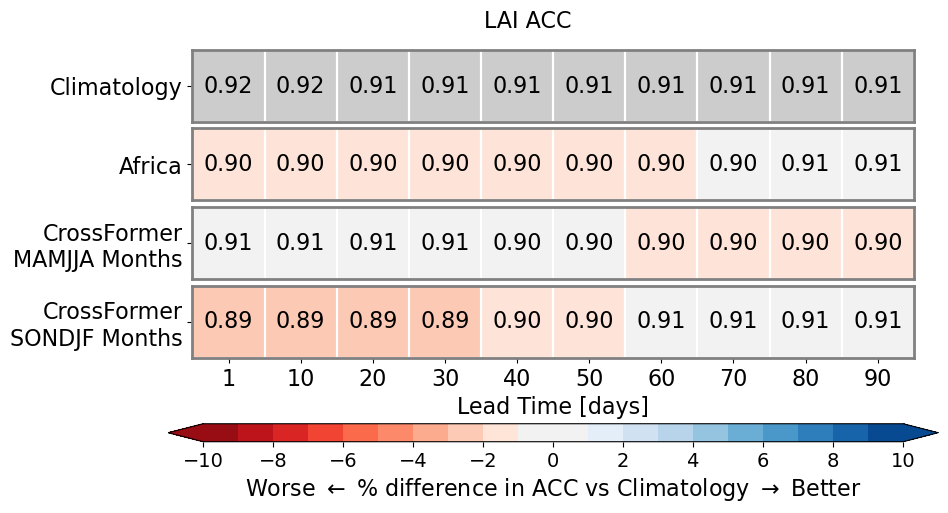 LAI ACC
Climatology 0.92 0.92 0.91 0.91 0.91 0.91 0.91 0.91 0.91 0.91
Africa 0.90 0.90 0.90 0.90 0.90 0.90 0.90 0.90 0.91 0.91
CrossFormer
MAMJJA Months 0.91 0.91 0.91 0.91 0.90 0.90 0.90 0.90 0.90 0.90
CrossFormer
SONDJF Months 0.89 0.89 0.89 0.89 0.90 0.90 0.91 0.91 0.91 0.91
1 10 20 30 40 50 60 70 80 90
Lead Time [days]
−10 −8 −6 −4 −2 0 2 4 6 8 10
Worse ← % difference in ACC vs Climatology → Better